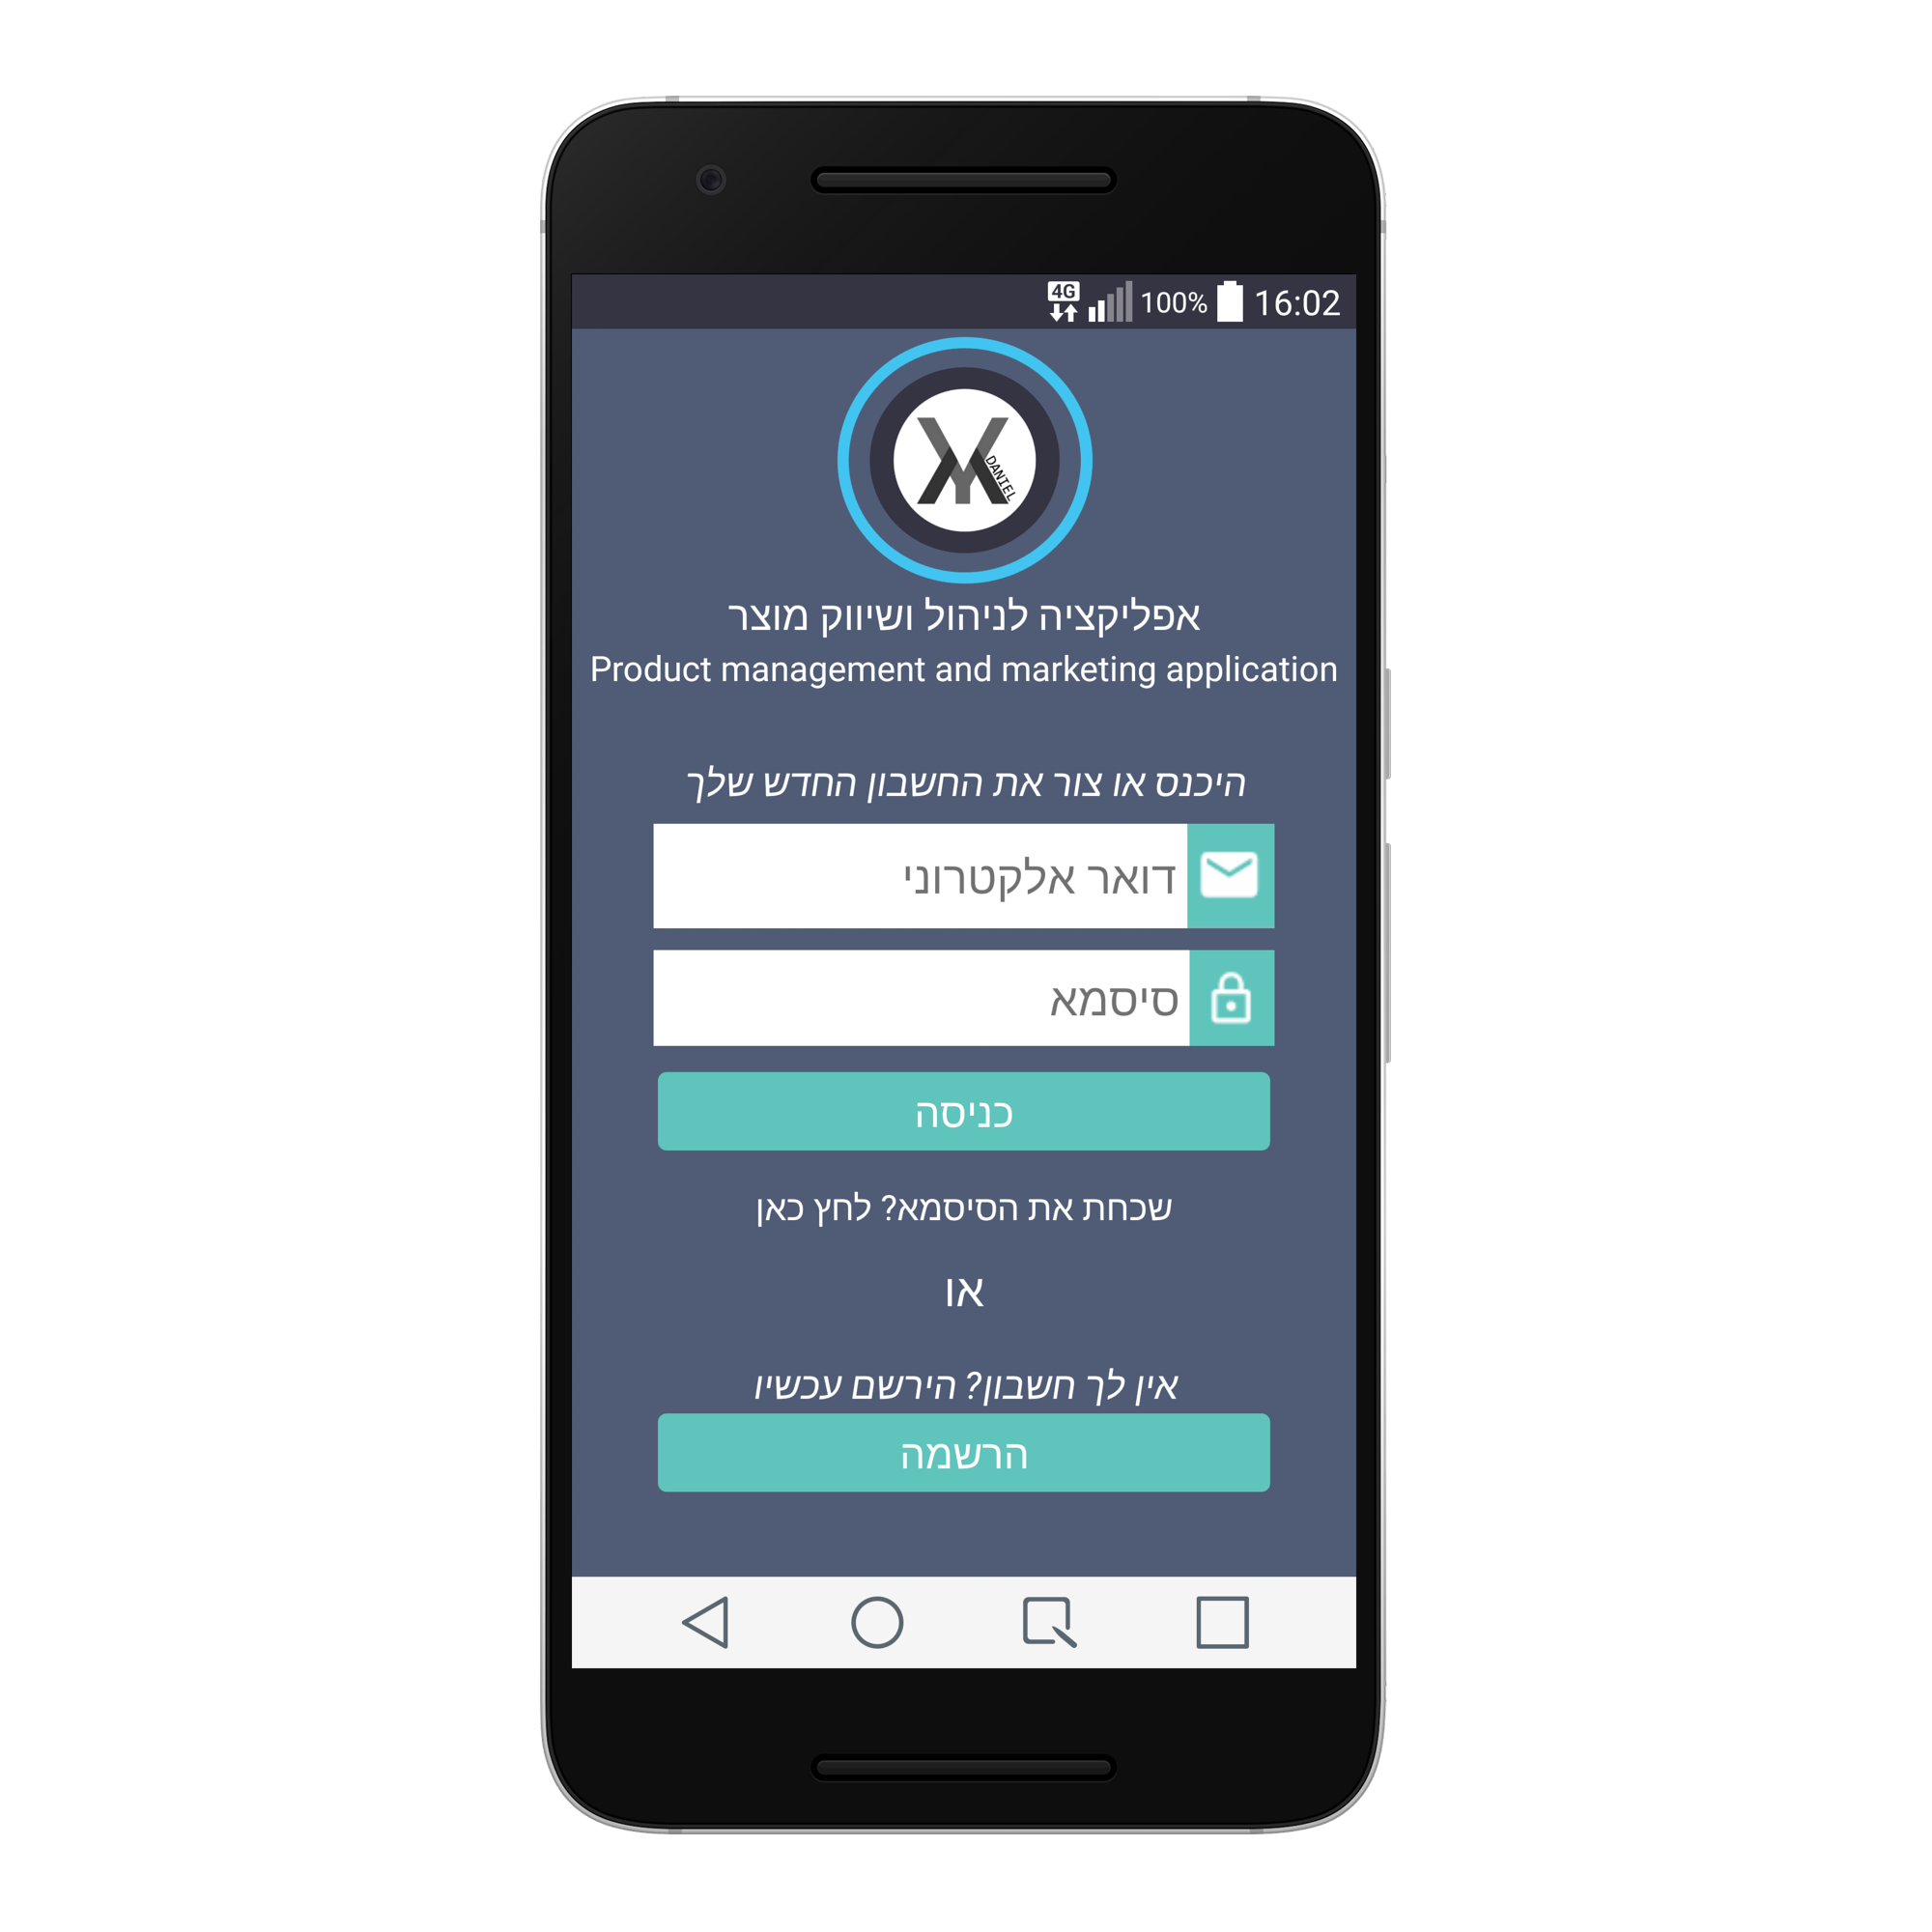 4G 100% 16:02
DANIEL
אפליקציה לניהול ושיווק מוצר
Product management and marketing application
היכנס או צור את החשבון החדש שלך
דואר אלקטרוני
סיסמא
כניסה
שכחת את הסיסמא? לחץ כאן
או
אין לך חשבון? הירשם עכשיו
הרשמה